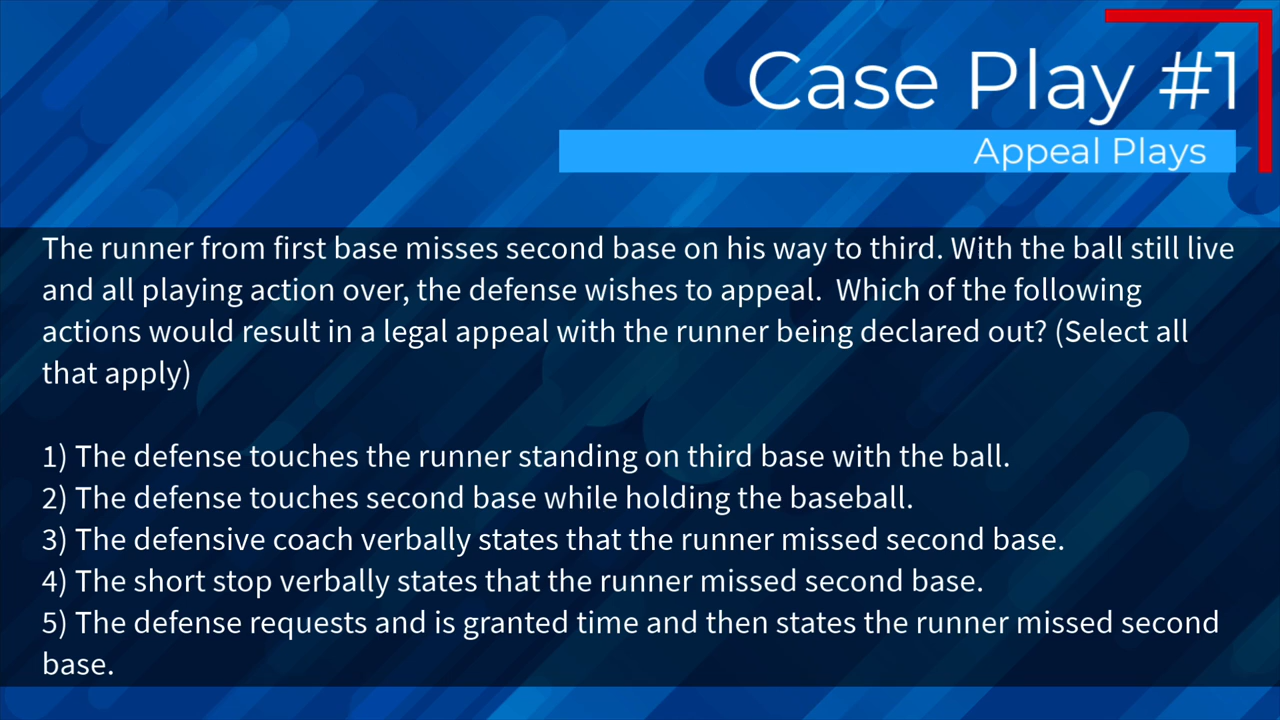 Case Play #1
Appeal Plays
The runner from first base misses second base on his way to third. With the ball still live
and all playing action over, the defense wishes to appeal.  Which of the following
actions would result in a legal appeal with the runner being declared out? (Select all
that apply)
1) The defense touches the runner standing on third base with the ball.
2) The defense touches second base while holding the baseball.
3) The defensive coach verbally states that the runner missed second base.
4) The short stop verbally states that the runner missed second base.
5) The defense requests and is granted time and then states the runner missed second
base.